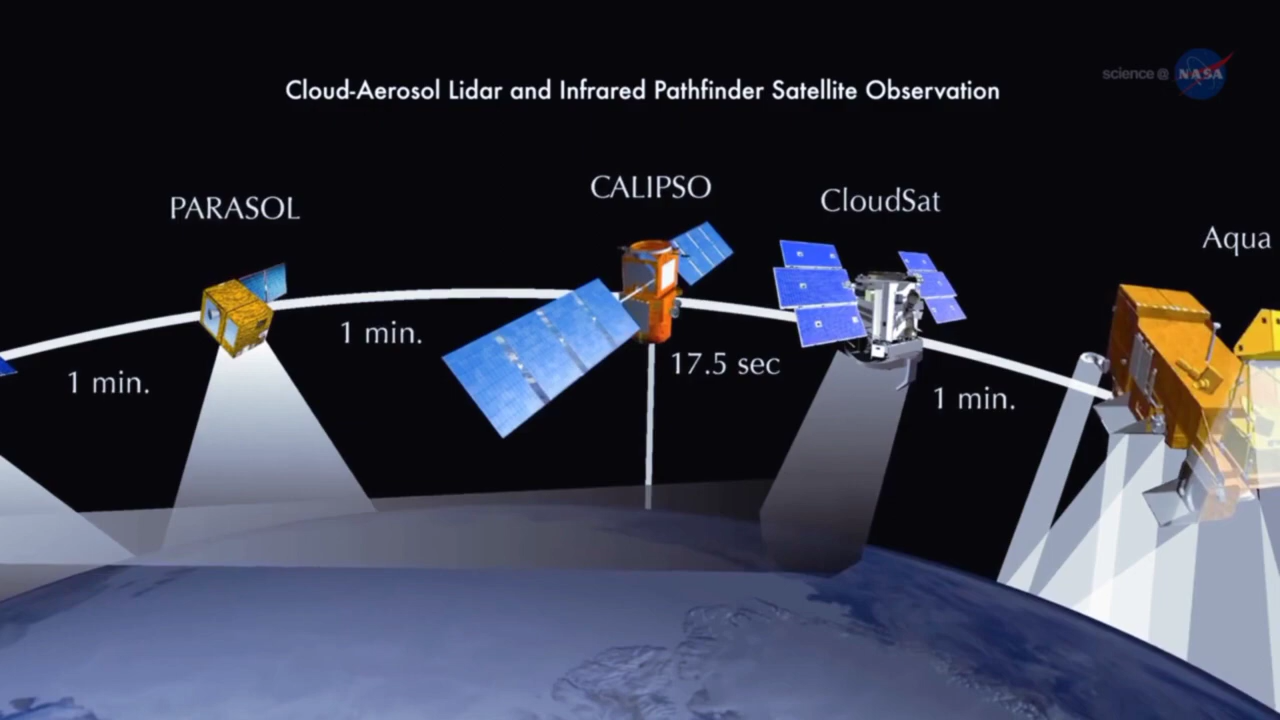 Cloud-Aerosol Lidar and Infrared Pathfinder Satellite Observation
science@ NASA
PARASOL
CALIPSO
CloudSat
Aqua
1 min.
1 min.
17.5 sec
1 min.